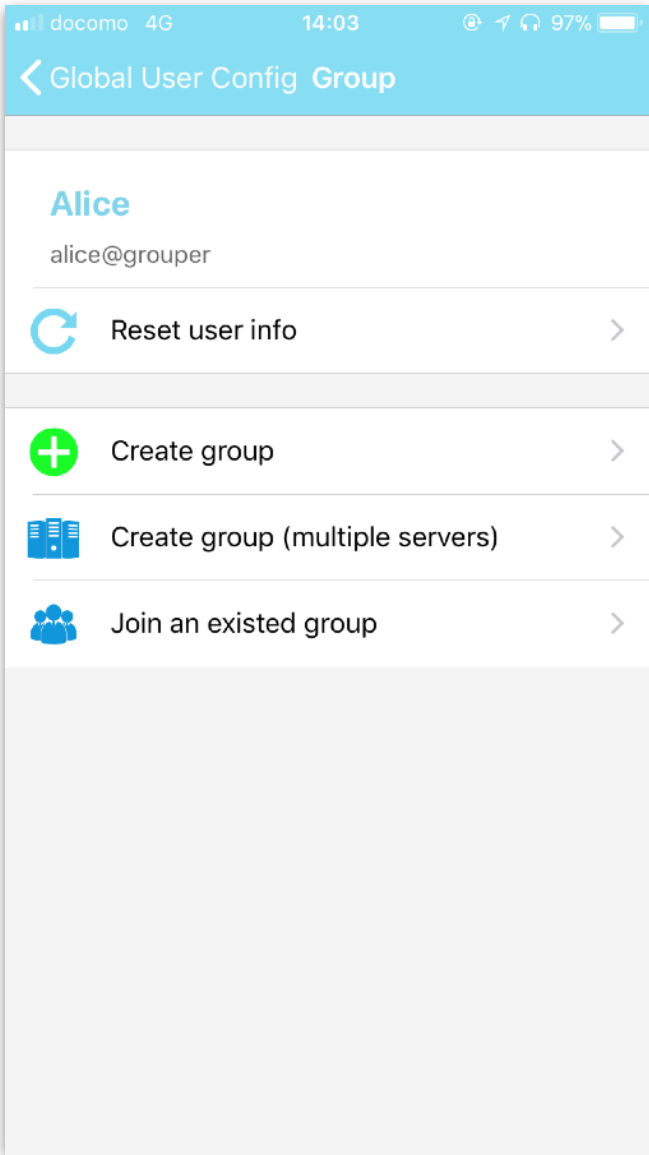 docomo 4G 14:03 97%
Global User Config Group
Alice
alice@grouper
Reset user info
Create group
Create group (multiple servers)
Join an existed group